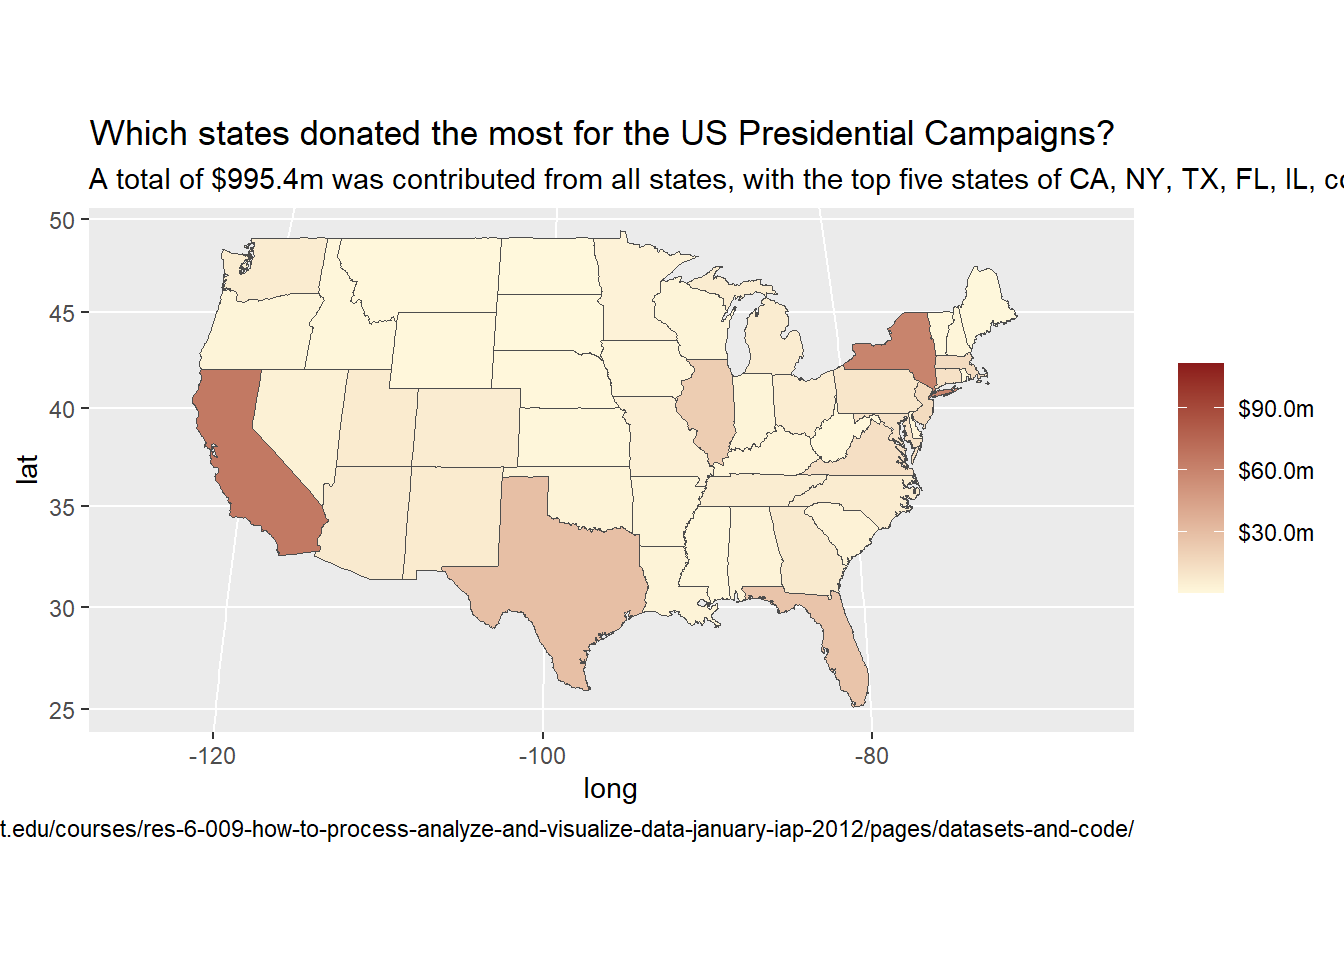 Which states donated the most for the US Presidential Campaigns?
A total of $995.4m was contributed from all states, with the top five states of CA, NY, TX, FL, IL, co
50
45
40
35
30
25
lat
-120
-100
-80
long
$90.0m
$60.0m
$30.0m
t.edu/courses/res-6-009-how-to-process-analyze-and-visualize-data-january-iap-2012/pages/datasets-and-code/